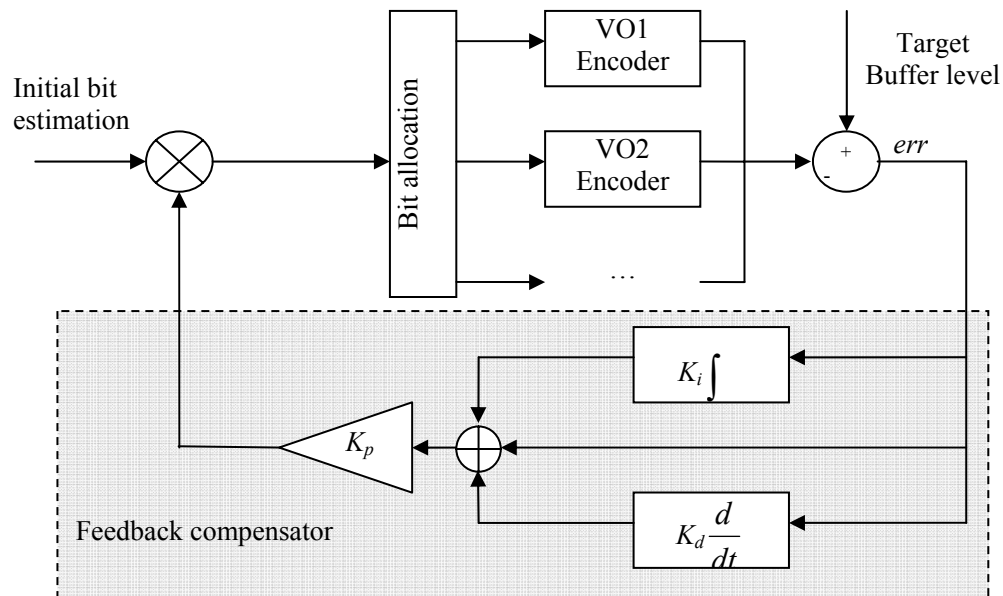 Initial bit
estimation
Bit allocation
VO1
Encoder
VO2
Encoder
…
Target
Buffer level
+
-
err
K_i ∫
K_p
K_d d/dt
Feedback compensator